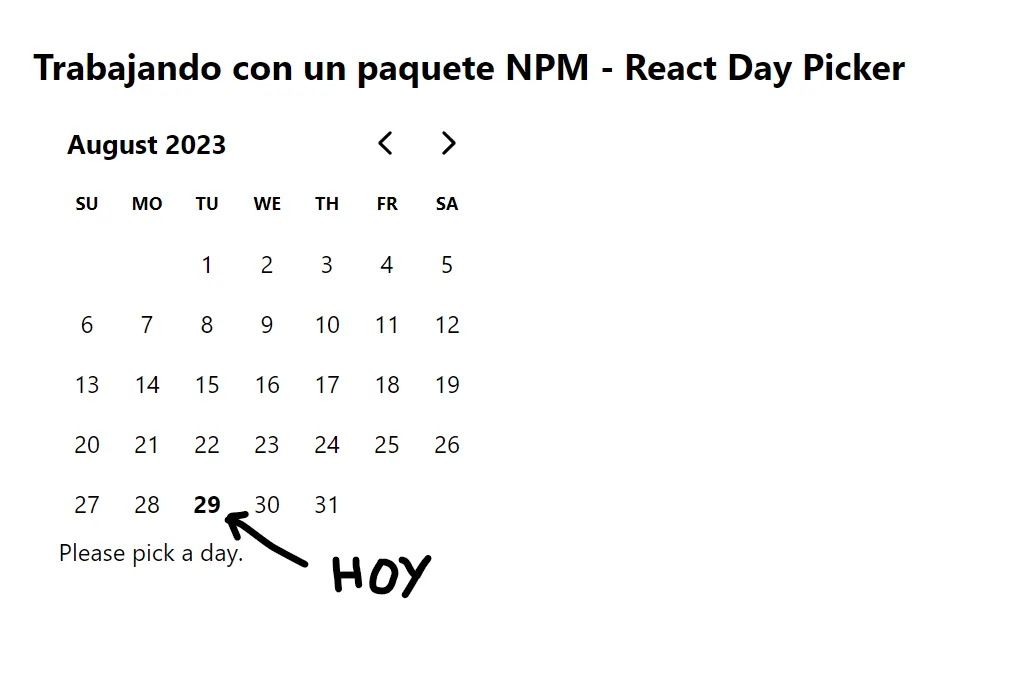 Trabajando con un paquete NPM - React Day Picker
August 2023
SU MO TU WE TH FR SA
1 2 3 4 5
6 7 8 9 10 11 12
13 14 15 16 17 18 19
20 21 22 23 24 25 26
27 28 29 30 31
Please pick a day.
HOY